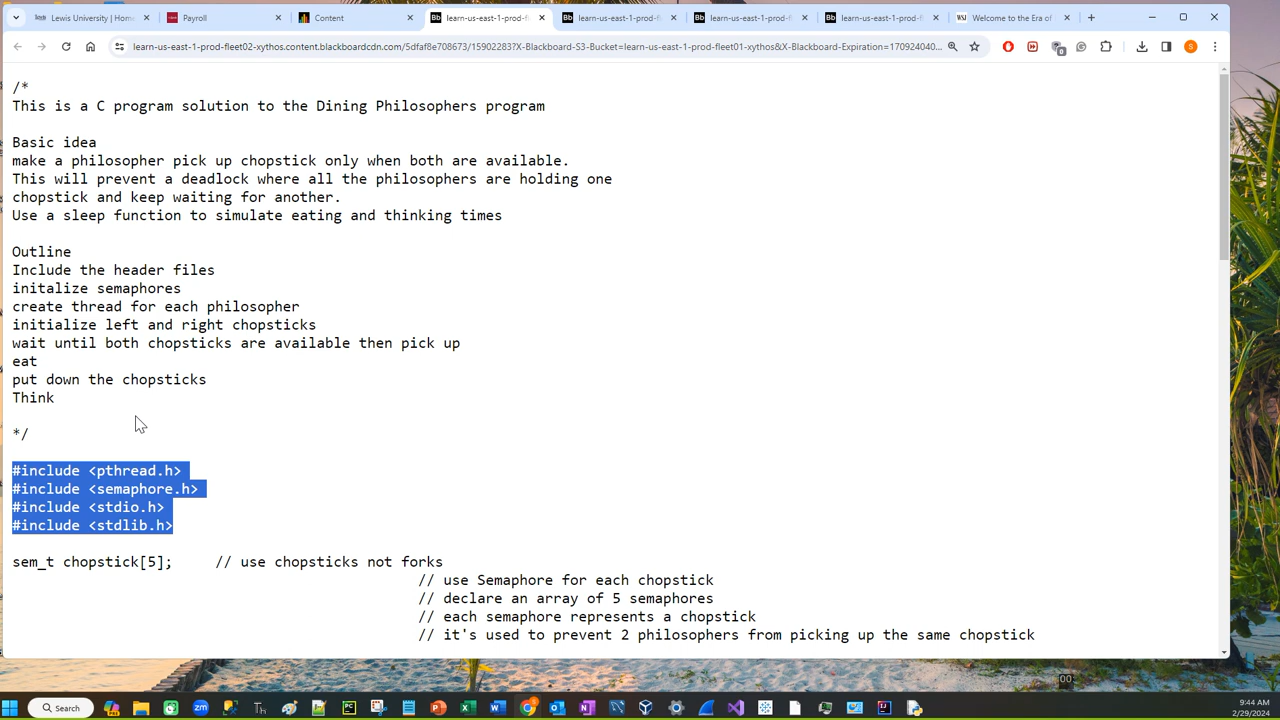 Lewis University | Hom
Payroll
Content
learn-us-east-1-prod-fl
learn-us-east-1-prod-fl
learn-us-east-1-prod-fl
learn-us-east-1-prod-fl
Welcome to the Era of
learn-us-east-1-prod-fleet02-xythos.content.blackboardcdn.com/5dfaf8e708673/15902283?X-Blackboard-S3-Bucket=learn-us-east-1-prod-fleet01-xythos&X-Blackboard-Expiration=170924040...
/*
This is a C program solution to the Dining Philosophers program
Basic idea
make a philosopher pick up chopstick only when both are available.
This will prevent a deadlock where all the philosophers are holding one
chopstick and keep waiting for another.
Use a sleep function to simulate eating and thinking times
Outline
Include the header files
initalize semaphores
create thread for each philosopher
initialize left and right chopsticks
wait until both chopsticks are available then pick up
eat
put down the chopsticks
Think
*/
#include <pthread.h>
#include <semaphore.h>
#include <stdio.h>
#include <stdlib.h>
sem_t chopstick[5]; // use chopsticks not forks
// use Semaphore for each chopstick
// declare an array of 5 semaphores
// each semaphore represents a chopstick
// it's used to prevent 2 philosophers from picking up the same chopstick
Search
9:44 AM
2/29/2024